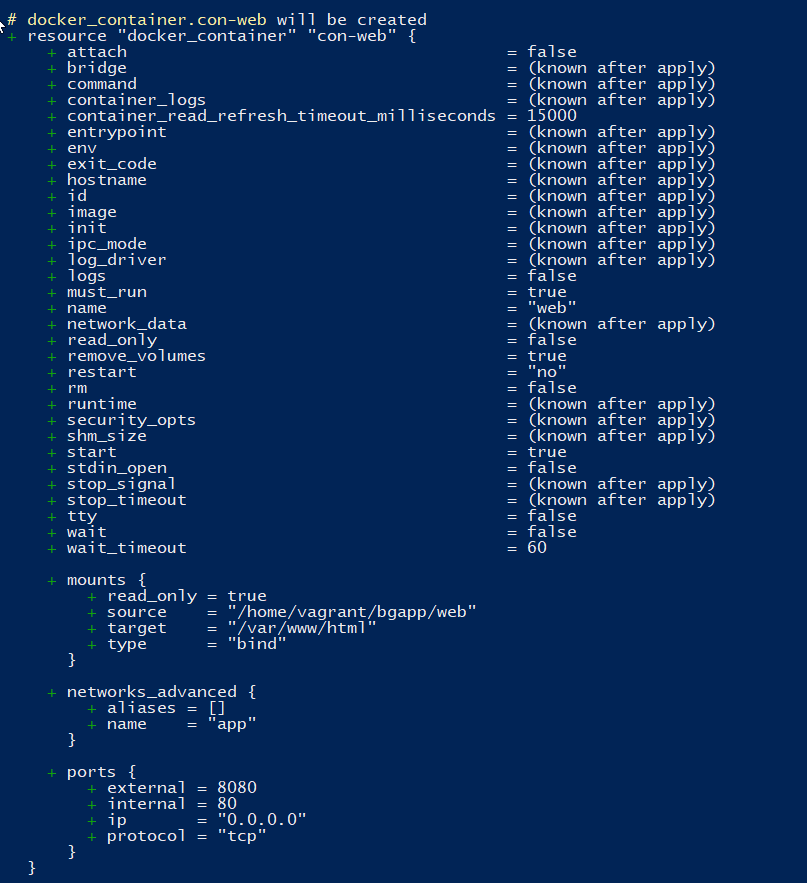 # docker_container.con-web will be created
+ resource "docker_container" "con-web" {
    + attach                                      = false
    + bridge                                      = (known after apply)
    + command                                     = (known after apply)
    + container_logs                              = (known after apply)
    + container_read_refresh_timeout_milliseconds = 15000
    + entrypoint                                  = (known after apply)
    + env                                         = (known after apply)
    + exit_code                                   = (known after apply)
    + hostname                                    = (known after apply)
    + id                                          = (known after apply)
    + image                                       = (known after apply)
    + init                                        = (known after apply)
    + ipc_mode                                    = (known after apply)
    + log_driver                                  = (known after apply)
    + logs                                        = false
    + must_run                                    = true
    + name                                        = "web"
    + network_data                                = (known after apply)
    + read_only                                   = false
    + remove_volumes                              = true
    + restart                                     = "no"
    + rm                                          = false
    + runtime                                     = (known after apply)
    + security_opts                               = (known after apply)
    + shm_size                                    = (known after apply)
    + start                                       = true
    + stdin_open                                  = false
    + stop_signal                                 = (known after apply)
    + stop_timeout                                = (known after apply)
    + tty                                         = false
    + wait                                        = false
    + wait_timeout                                = 60
    + mounts {
        + read_only = true
        + source    = "/home/vagrant/bgapp/web"
        + target    = "/var/www/html"
        + type      = "bind"
      }
    + networks_advanced {
        + aliases = []
        + name    = "app"
      }
    + ports {
        + external = 8080
        + internal = 80
        + ip       = "0.0.0.0"
        + protocol = "tcp"
      }
  }